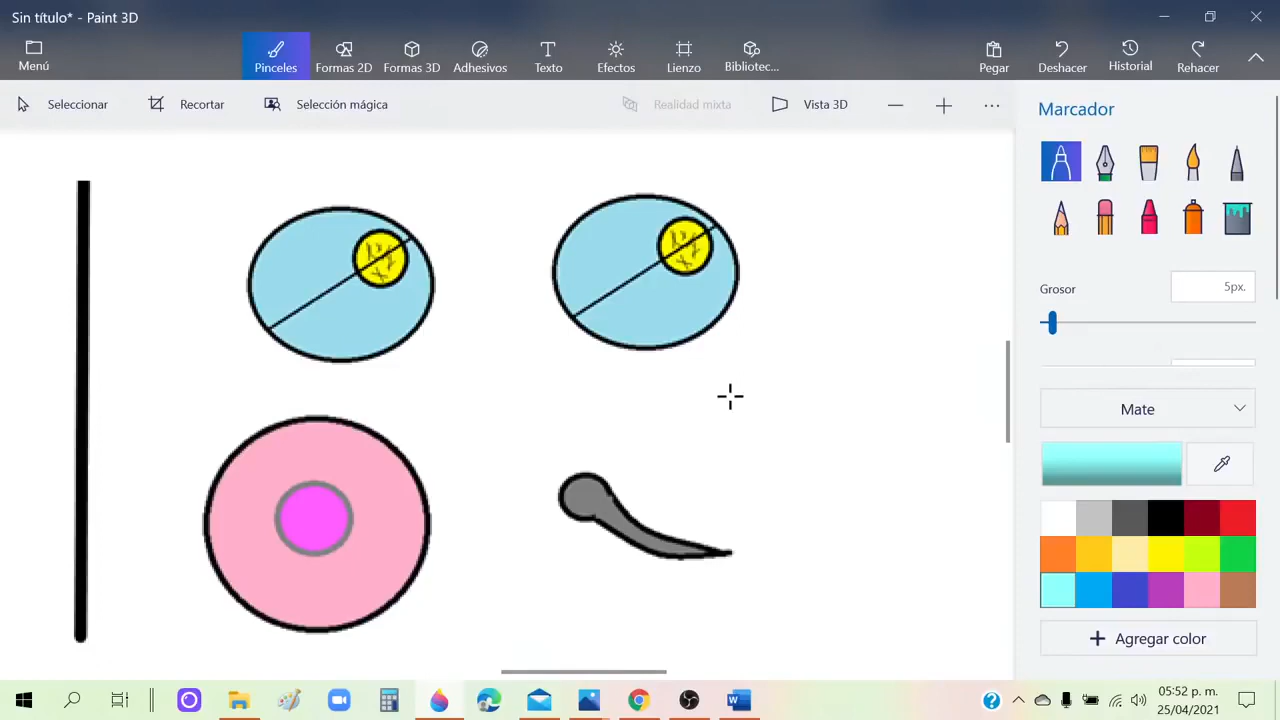 Sin título* - Paint 3D
Menú
Pinceles Formas 2D Formas 3D Adhesivos Texto Efectos Lienzo Bibliotec... Pegar Deshacer Historial Rehacer
Seleccionar Recortar Selección mágica Realidad mixta Vista 3D
Marcador
Grosor 5px.
Mate
Agregar color
05:52 p. m.
25/04/2021